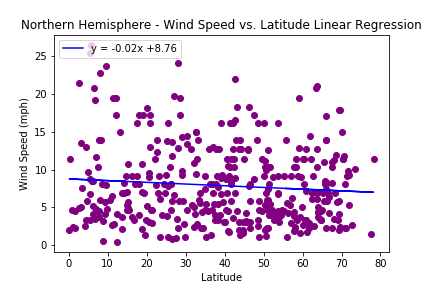 Northern Hemisphere - Wind Speed vs. Latitude Linear Regression
y = -0.02x +8.76
Wind Speed (mph)
25
20
15
10
5
0
0 10 20 30 40 50 60 70 80
Latitude